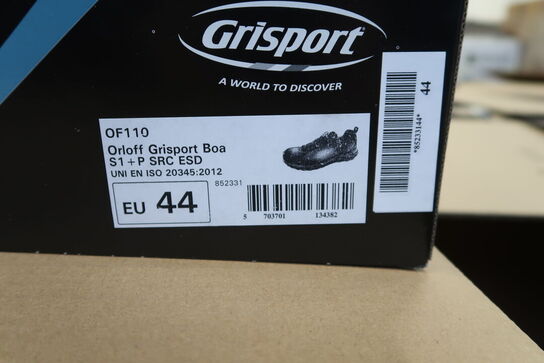 Grisport
A WORLD TO DISCOVER
OF110
Orloff Grisport Boa
S1+P SRC ESD
UNI EN ISO 20345:2012
852331
EU 44
5 703701 134382
44
*85233144*